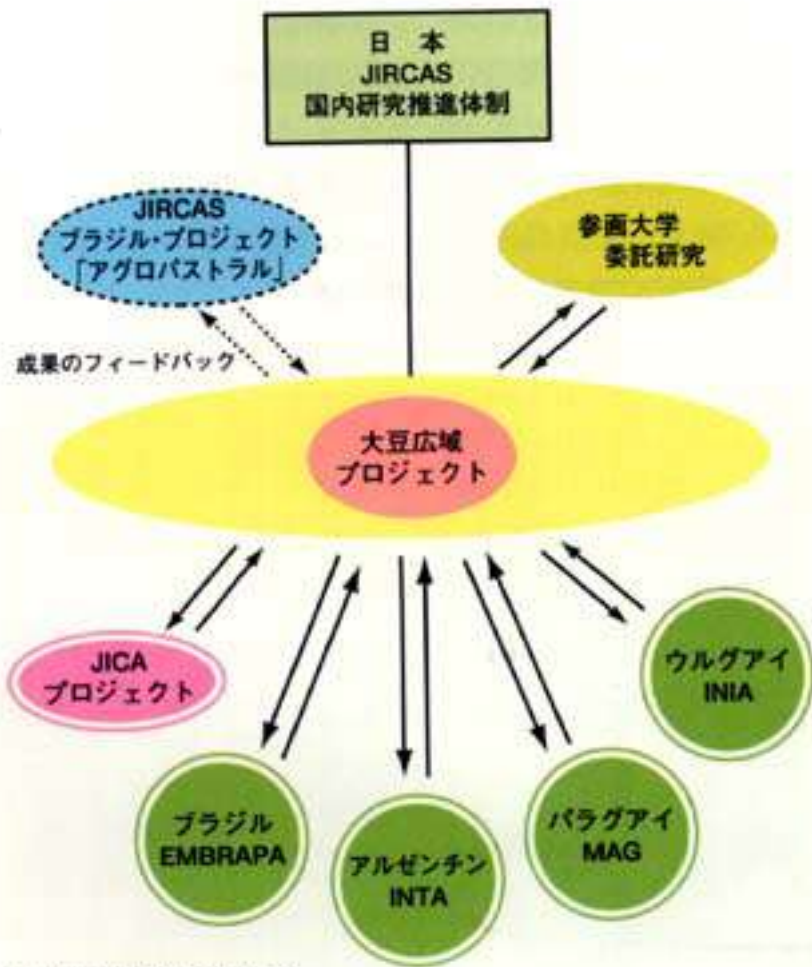 日 本
JIRCAS
国内研究推進体制
JIRCAS
ブラジル・プロジェクト
「アグロパストラル」
参画大学
委託研究
成果のフィードバック
大豆広域
プロジェクト
JICA
プロジェクト
ウルグアイ
INIA
ブラジル
EMBRAPA
アルゼンチン
INTA
パラグアイ
MAG